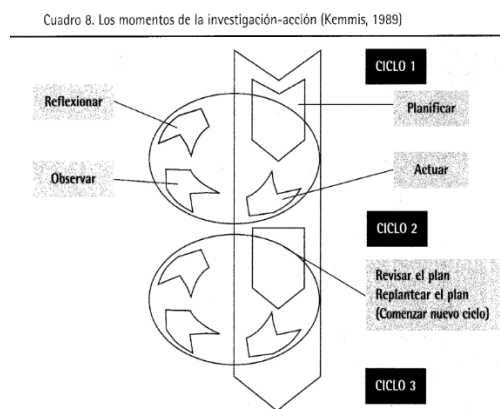 Cuadro 8. Los momentos de la investigación-acción (Kemmis, 1989)
CICLO 1
Reflexionar
Planificar
Observar
Actuar
CICLO 2
Revisar el plan
Replantear el plan
(Comenzar nuevo ciclo)
CICLO 3